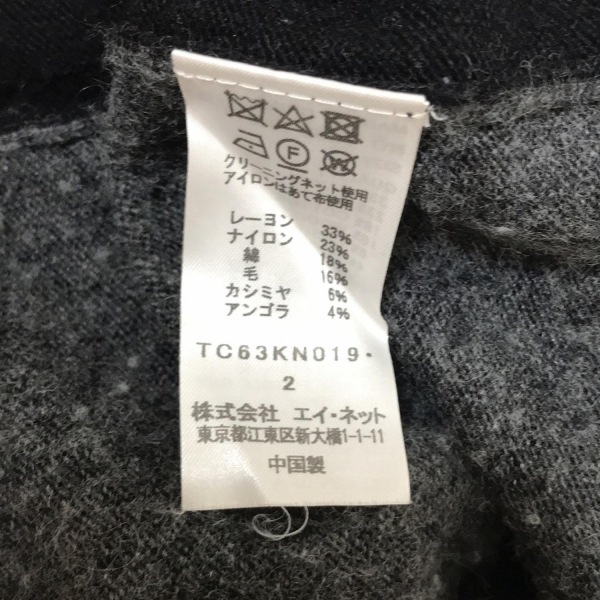 F W
クリーニングネット使用
アイロンはあて布使用
レーヨン 33%
ナイロン 23%
綿 18%
毛 16%
カシミヤ 6%
アンゴラ 4%
TC63KN019-
2
株式会社 エイ・ネット
東京都江東区新大橋1-1-11
中国製